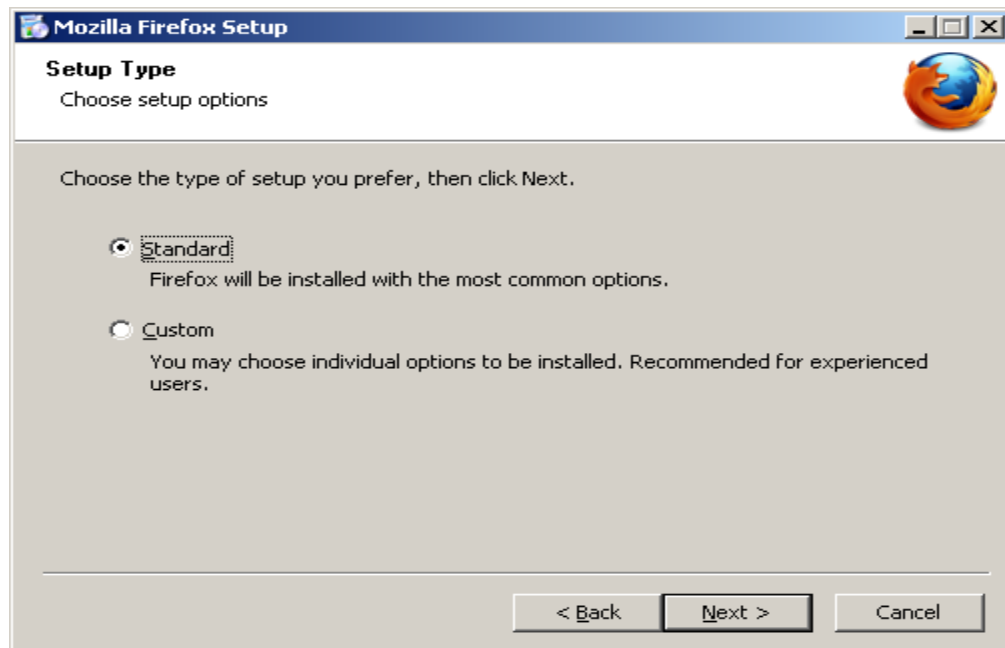 Mozilla Firefox Setup
Setup Type
Choose setup options
Choose the type of setup you prefer, then click Next.
Standard
Firefox will be installed with the most common options.
Custom
You may choose individual options to be installed. Recommended for experienced
users.
< Back
Next >
Cancel